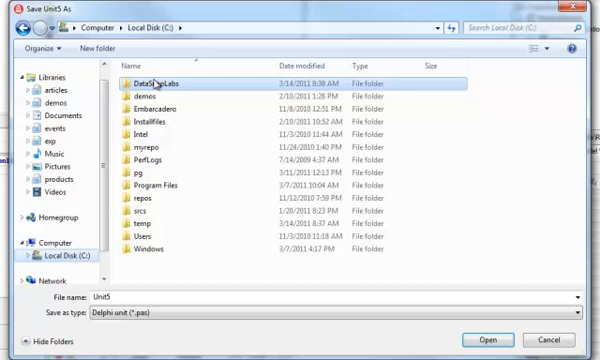 Save Unit5 As
Computer ▸ Local Disk (C:) ▸
Search Local Disk (C:)
Organize ▾ New folder
Name Date modified Type Size
Libraries
articles
demos
Documents
events
exp
Music
Pictures
products
Videos
Homegroup
Computer
Local Disk (C:)
Network
DataSnapLabs 3/14/2011 8:38 AM File folder
demos 2/10/2011 1:28 PM File folder
Embarcadero 11/8/2010 12:51 PM File folder
Installfiles 2/10/2011 10:52 AM File folder
Intel 11/3/2010 11:44 AM File folder
myrepo 11/24/2010 1:40 PM File folder
PerfLogs 7/14/2009 4:37 AM File folder
pg 3/11/2011 12:13 PM File folder
Program Files 3/7/2011 10:04 AM File folder
repos 11/12/2010 7:59 PM File folder
srcs 1/20/2011 8:23 PM File folder
temp 3/14/2011 8:37 AM File folder
Users 11/3/2010 11:18 AM File folder
Windows 3/7/2011 4:17 PM File folder
File name: Unit5
Save as type: Delphi unit (*.pas)
Hide Folders
Open
Cancel